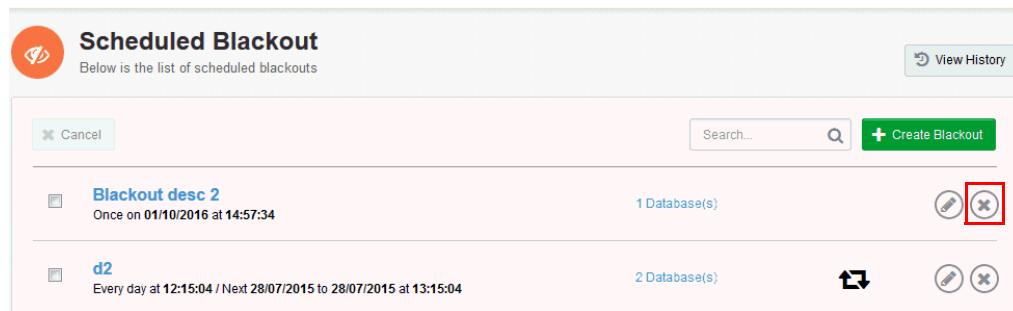 Scheduled Blackout
Below is the list of scheduled blackouts
View History
Cancel
Search...
Create Blackout
Blackout desc 2
Once on 01/10/2016 at 14:57:34
1 Database(s)
d2
Every day at 12:15:04 / Next 28/07/2015 to 28/07/2015 at 13:15:04
2 Database(s)